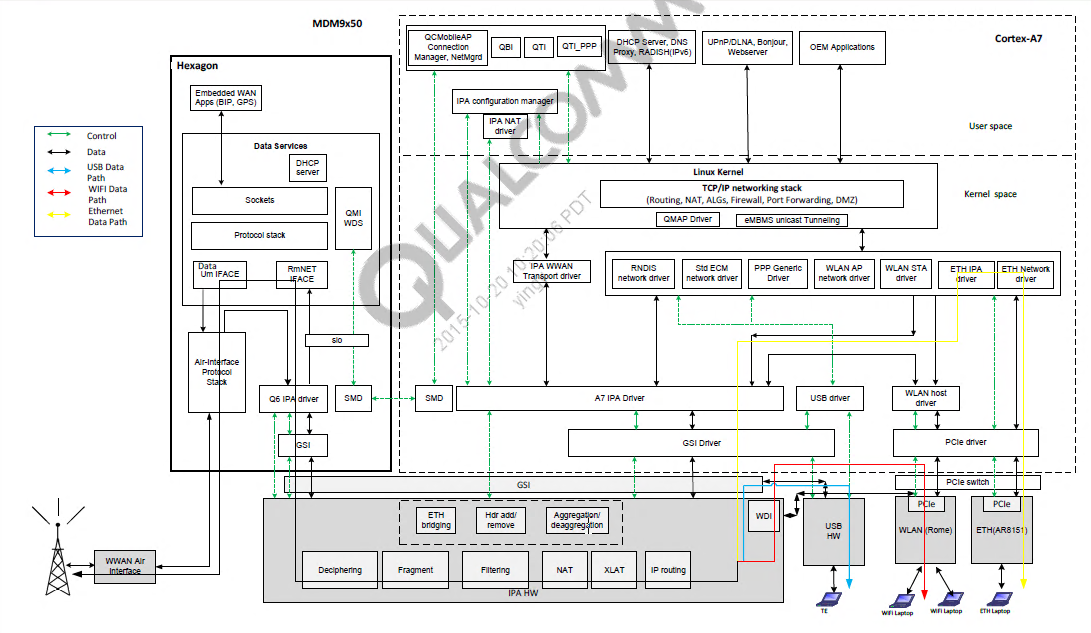 MDM9x50
Cortex-A7
Hexagon
QCMobileAP
Connection
Manager, NetMgrd
QBI
QTI
QTI_PPP
DHCP Server, DNS
Proxy, RADISH(IPv6)
UPnP/DLNA, Bonjour,
Webserver
OEM Applications
Embedded WAN
Apps (BIP, GPS)
IPA configuration manager
IPA NAT
driver
User space
Control
Data
USB Data
Path
WIFI Data
Path
Ethernet
Data Path
Data Services
DHCP
server
Sockets
QMI
WDS
Protocol stack
Data
Um IFACE
RmNET
IFACE
Linux Kernel
TCP/IP networking stack
(Routing, NAT, ALGs, Firewall, Port Forwarding, DMZ)
QMAP Driver
eMBMS unicast Tunneling
Kernel space
IPA WWAN
Transport driver
RNDIS
network driver
Std ECM
network driver
PPP Generic
Driver
WLAN AP
network driver
WLAN STA
driver
ETH IPA
driver
ETH Network
driver
QUALCOMM
2015-10-20 10:20:06 PDT
sio
Air-Interface
Protocol
Stack
Q6 IPA driver
SMD
SMD
A7 IPA Driver
USB driver
WLAN host
driver
GSI
GSI Driver
PCIe driver
GSI
PCIe switch
ETH
bridging
Hdr add/
remove
Aggregation/
deaggregation
WDI
USB
HW
PCIe
WLAN (Rome)
PCIe
ETH(AR8151)
WWAN Air
Interface
Deciphering
Fragment
Filtering
NAT
XLAT
IP routing
IPA HW
TE
WIFI Laptop
WIFI Laptop
ETH Laptop